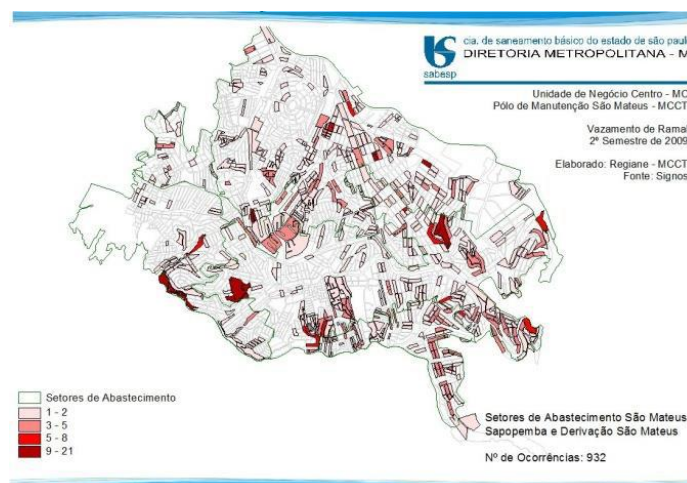 cia. de saneamento básico do estado de são paulo
DIRETORIA METROPOLITANA - M
sabesp
Unidade de Negócio Centro - MC
Pólo de Manutenção São Mateus - MCCT
Vazamento de Ramal
2º Semestre de 2009
Elaborado: Regiane - MCCT
Fonte: Signos
Setores de Abastecimento
1 - 2
3 - 5
5 - 8
9 - 21
Setores de Abastecimento São Mateus
Sapopemba e Derivação São Mateus
Nº de Ocorrências: 932